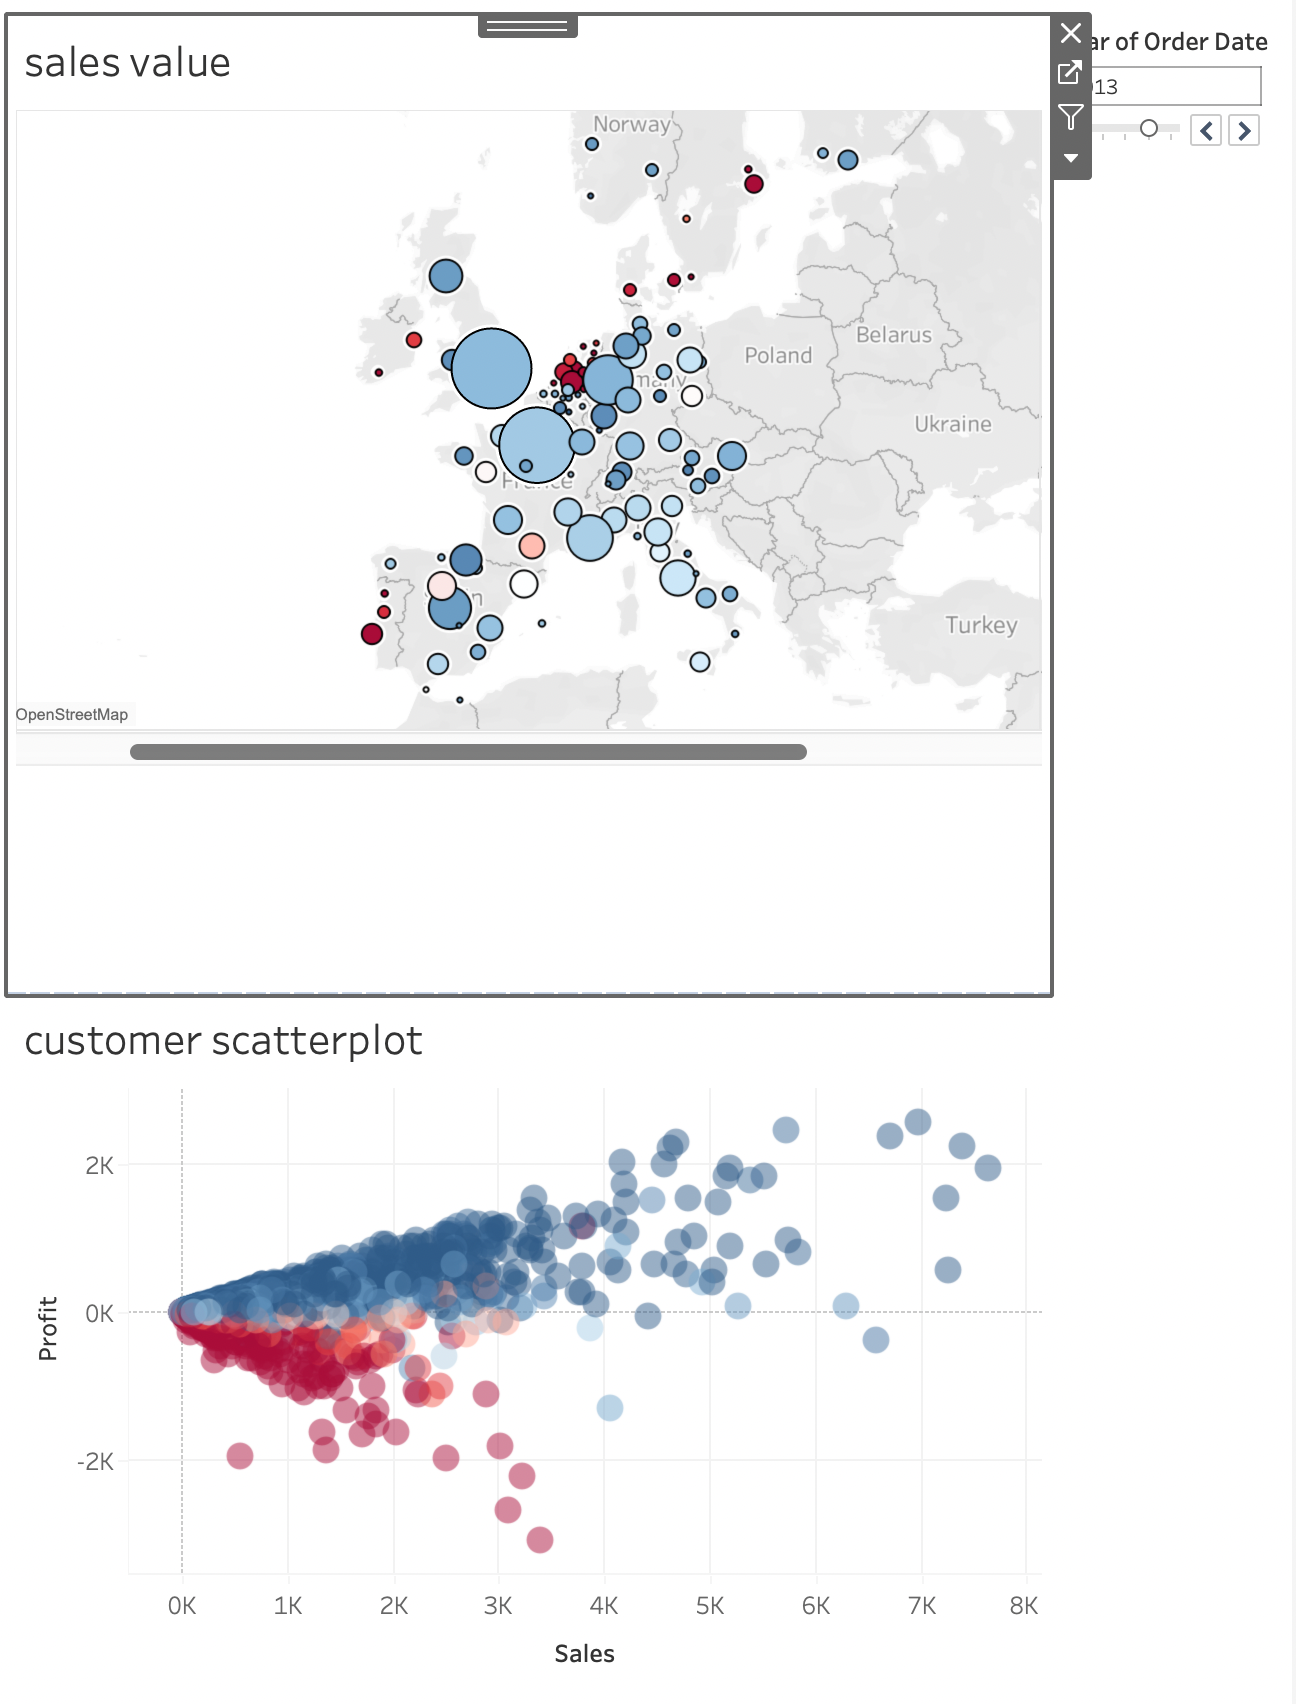 sales value
ar of Order Date
013
Norway
Belarus
Poland
many
Ukraine
France
Turkey
OpenStreetMap
customer scatterplot
2K
0K
-2K
Profit
0K
1K
2K
3K
4K
5K
6K
7K
8K
Sales